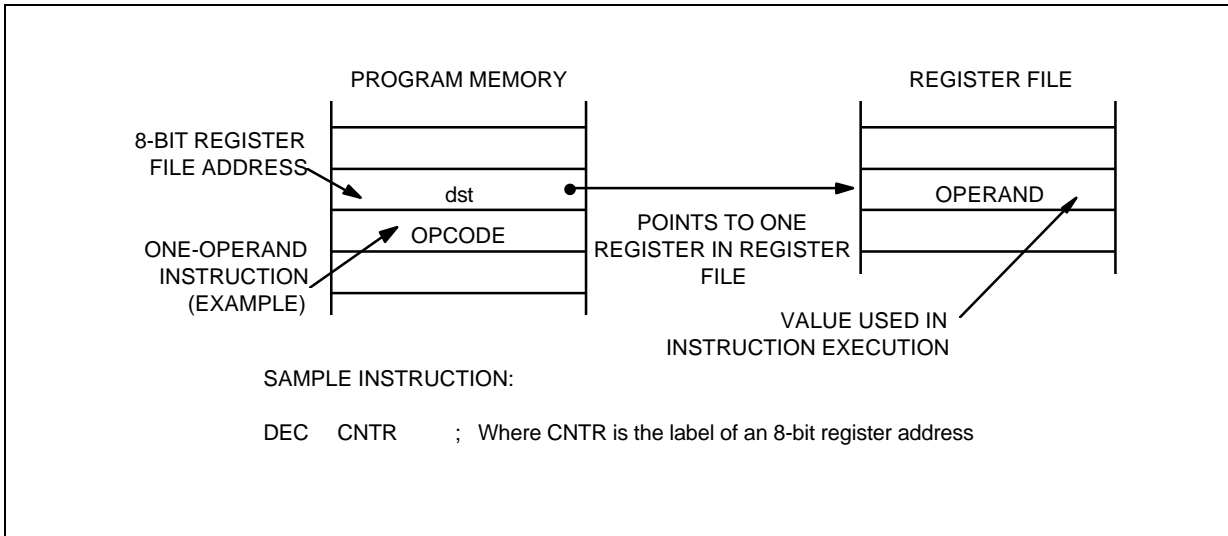 PROGRAM MEMORY
REGISTER FILE
8-BIT REGISTER
FILE ADDRESS
dst
OPERAND
OPCODE
POINTS TO ONE
REGISTER IN REGISTER
FILE
ONE-OPERAND
INSTRUCTION
(EXAMPLE)
VALUE USED IN
INSTRUCTION EXECUTION
SAMPLE INSTRUCTION:
DEC CNTR ; Where CNTR is the label of an 8-bit register address